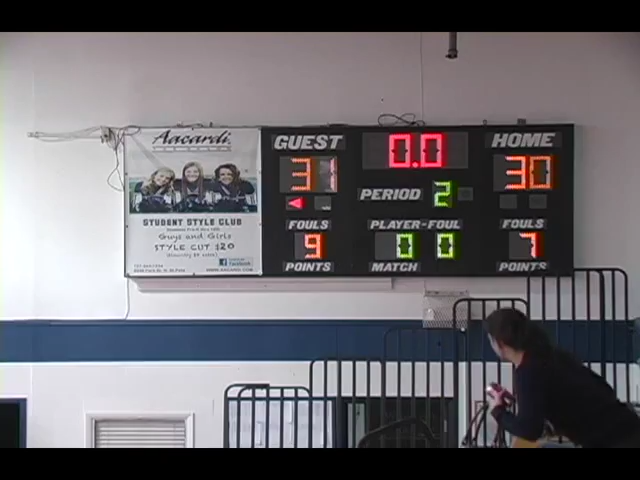 Aacardi
STUDENT STYLE CLUB
Guys and Girls
STYLE CUT $20
facebook
GUEST
0.0
HOME
31
30
PERIOD 2
FOULS
PLAYER-FOUL
FOULS
9
0 0
7
POINTS
MATCH
POINTS